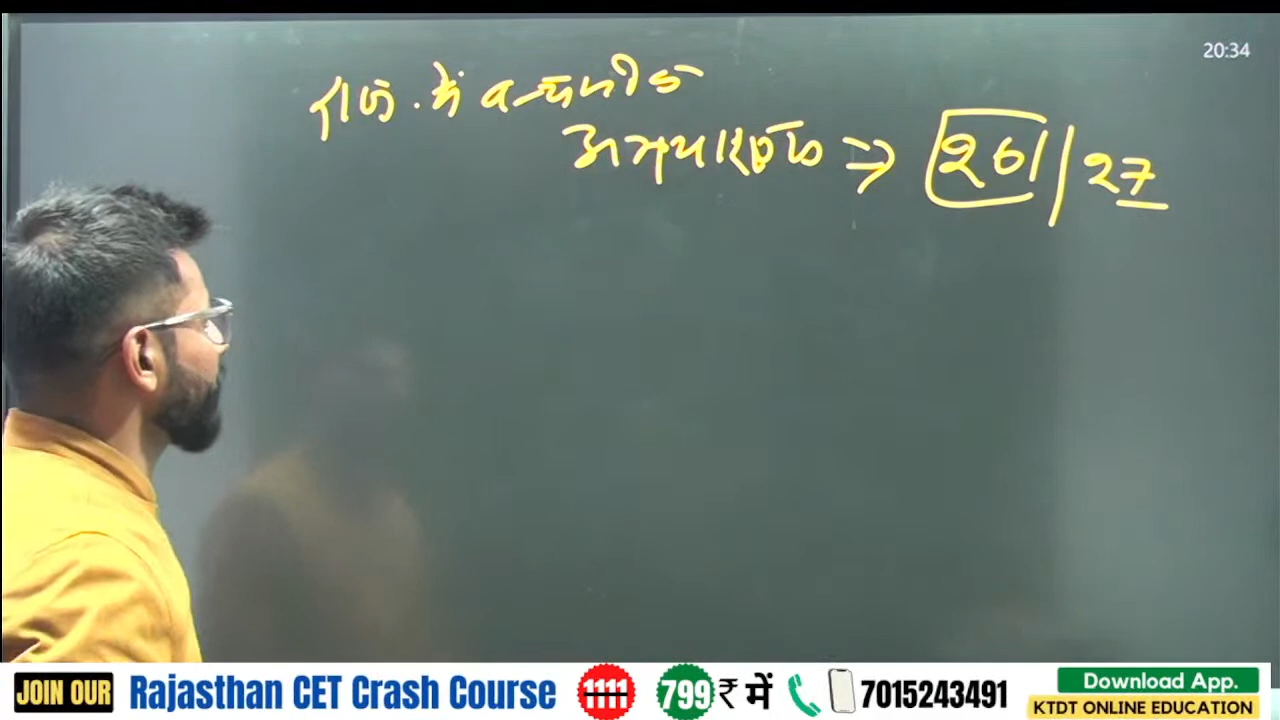 20:34
राज. में वन्यजीव
अभयारण्य ⇒ 26 / 27
JOIN OUR Rajasthan CET Crash Course 1111 799 ₹ में 7015243491 Download App.
KTDT ONLINE EDUCATION